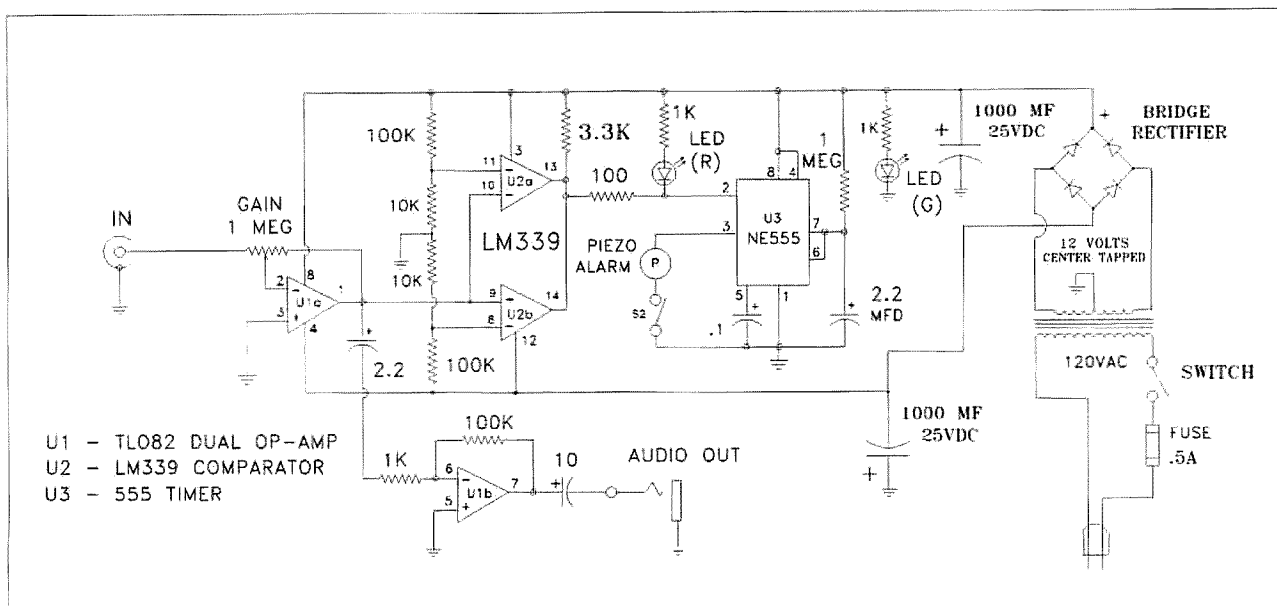 IN
GAIN
1 MEG
2
3
8
1
4
U1a
2.2
100K
10K
10K
100K
11
10
3
13
U2a
LM339
9
8
14
12
U2b
3.3K
100
1K
LED
(R)
PIEZO
ALARM
P
S2
8
4
2
3
U3
NE555
7
6
5
1
.1
+
1
MEG
+
2.2
MFD
1K
LED
(G)
+
1000 MF
25VDC
+
BRIDGE
RECTIFIER
12 VOLTS
CENTER TAPPED
120VAC
SWITCH
FUSE
.5A
1000 MF
25VDC
+
U1 - TL082 DUAL OP-AMP
U2 - LM339 COMPARATOR
U3 - 555 TIMER
1K
100K
6
5
7
U1b
10
+
AUDIO OUT